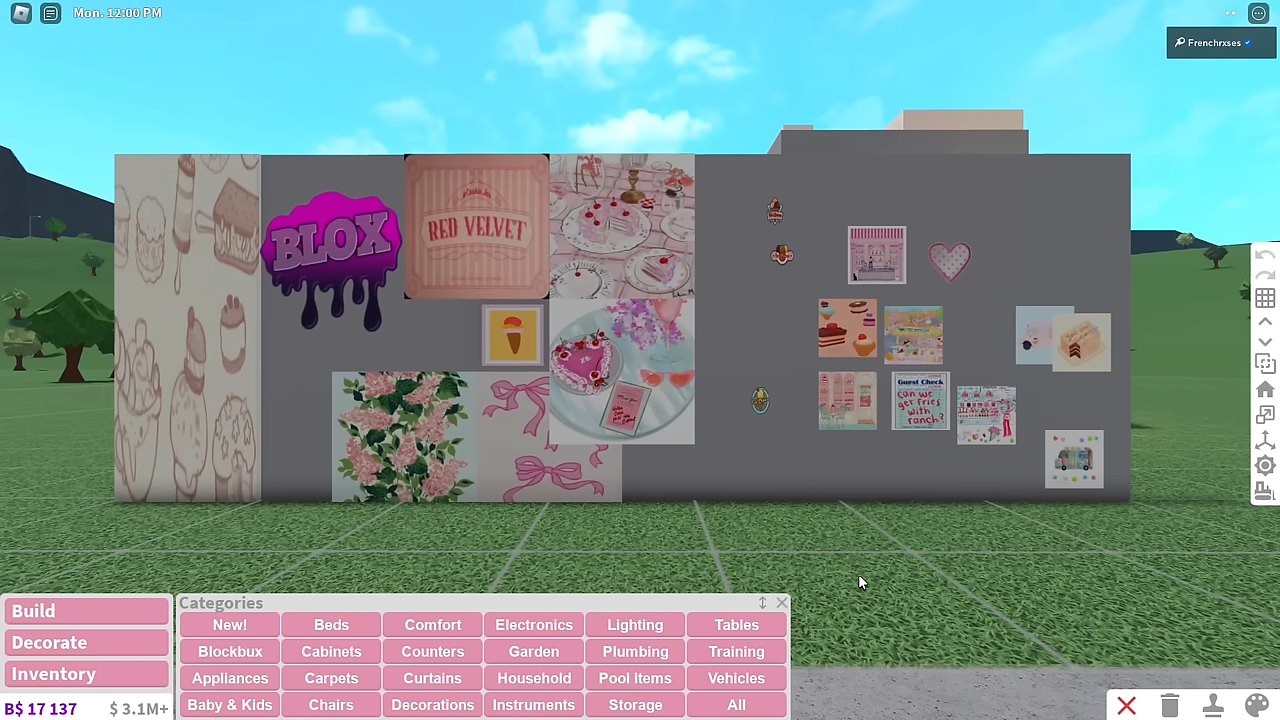 Mon. 12:00 PM
Frenchrxses
BLOX
RED VELVET
Guest Check
can we
get fries
with
ranch?
Build
Decorate
Inventory
B$ 17 137
$ 3.1M+
Categories
New!
Beds
Comfort
Electronics
Lighting
Tables
Blockbux
Cabinets
Counters
Garden
Plumbing
Training
Appliances
Carpets
Curtains
Household
Pool Items
Vehicles
Baby & Kids
Chairs
Decorations
Instruments
Storage
All